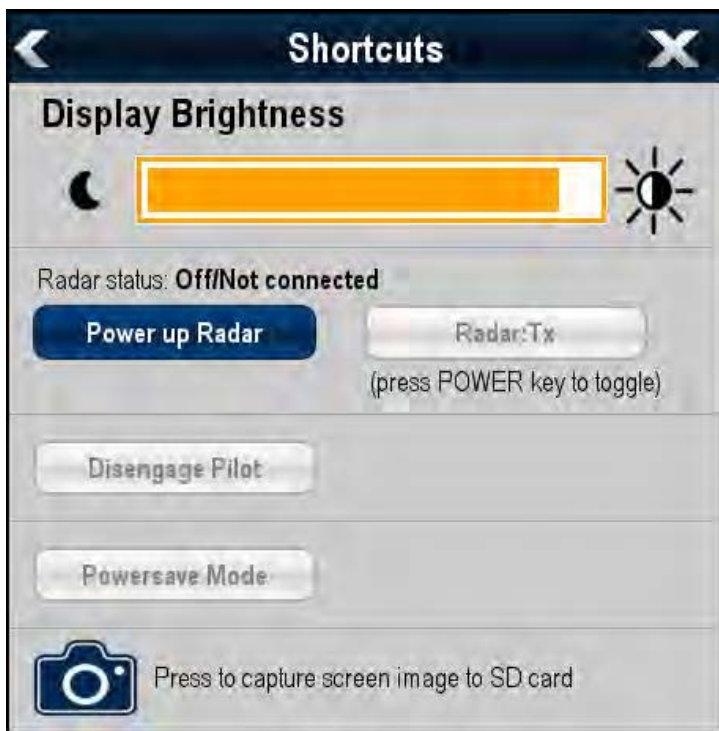 Shortcuts
Display Brightness
Radar status: Off/Not connected
Power up Radar
Radar:Tx
(press POWER key to toggle)
Disengage Pilot
Powersave Mode
Press to capture screen image to SD card